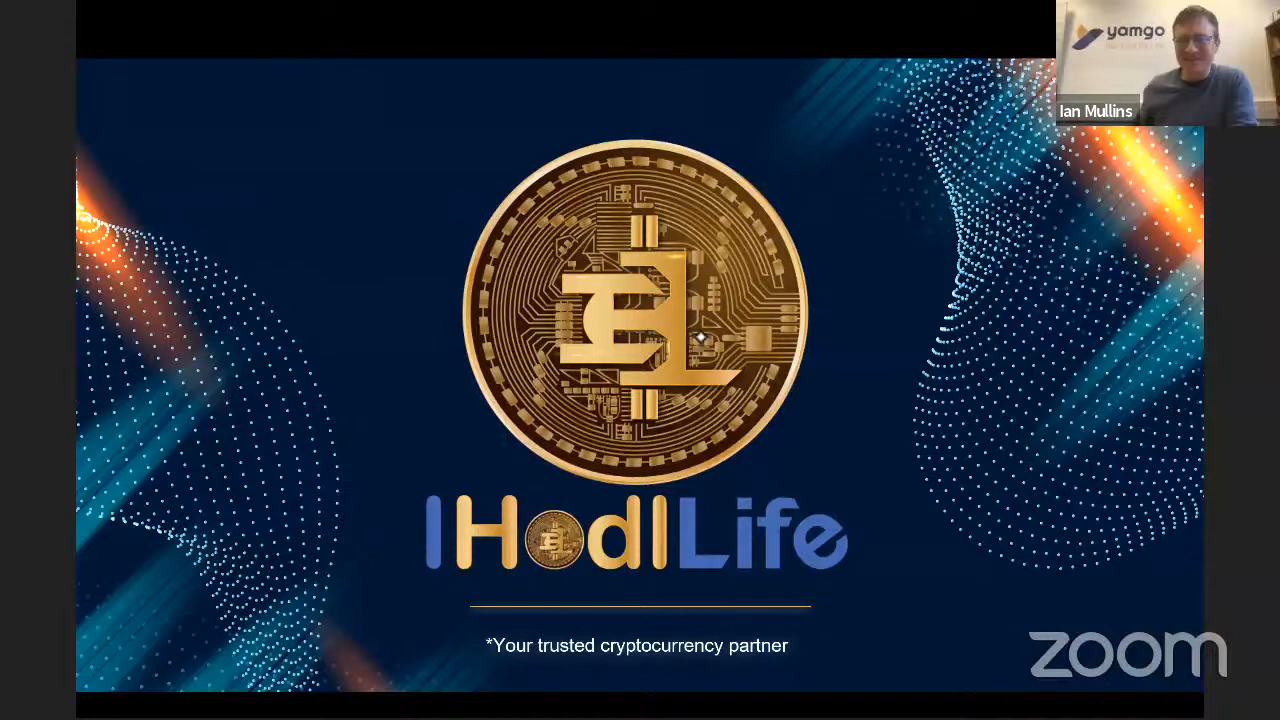 yamgo
Ian Mullins
IHodlLife
*Your trusted cryptocurrency partner
zoom